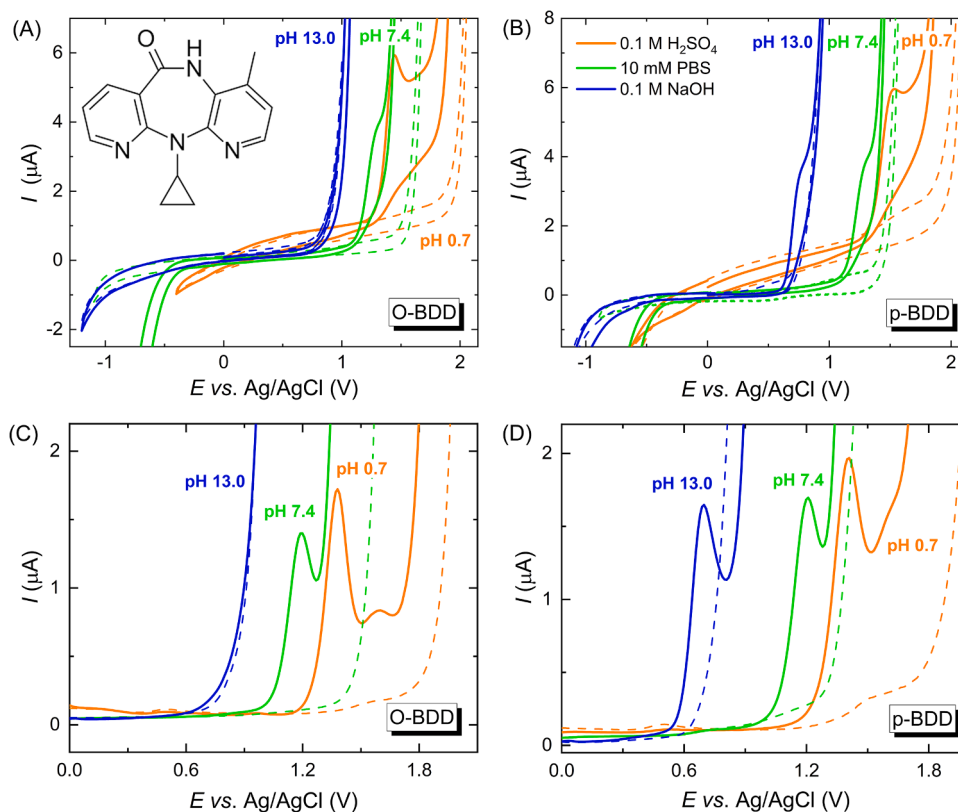 (A)
6
4
2
0
-2
I (μA)
O
NH
N
N
N
pH 13.0
pH 7.4
pH 0.7
O-BDD
-1
0
1
2
E vs. Ag/AgCl (V)
(B)
8
6
4
2
0
I (μA)
pH 13.0
pH 7.4
pH 0.7
0.1 M H₂SO₄
10 mM PBS
0.1 M NaOH
p-BDD
-1
0
1
2
E vs. Ag/AgCl (V)
(C)
2
1
0
I (μA)
pH 13.0
pH 7.4
pH 0.7
O-BDD
0.0
0.6
1.2
1.8
E vs. Ag/AgCl (V)
(D)
2
1
0
I (μA)
pH 13.0
pH 7.4
pH 0.7
p-BDD
0.0
0.6
1.2
1.8
E vs. Ag/AgCl (V)